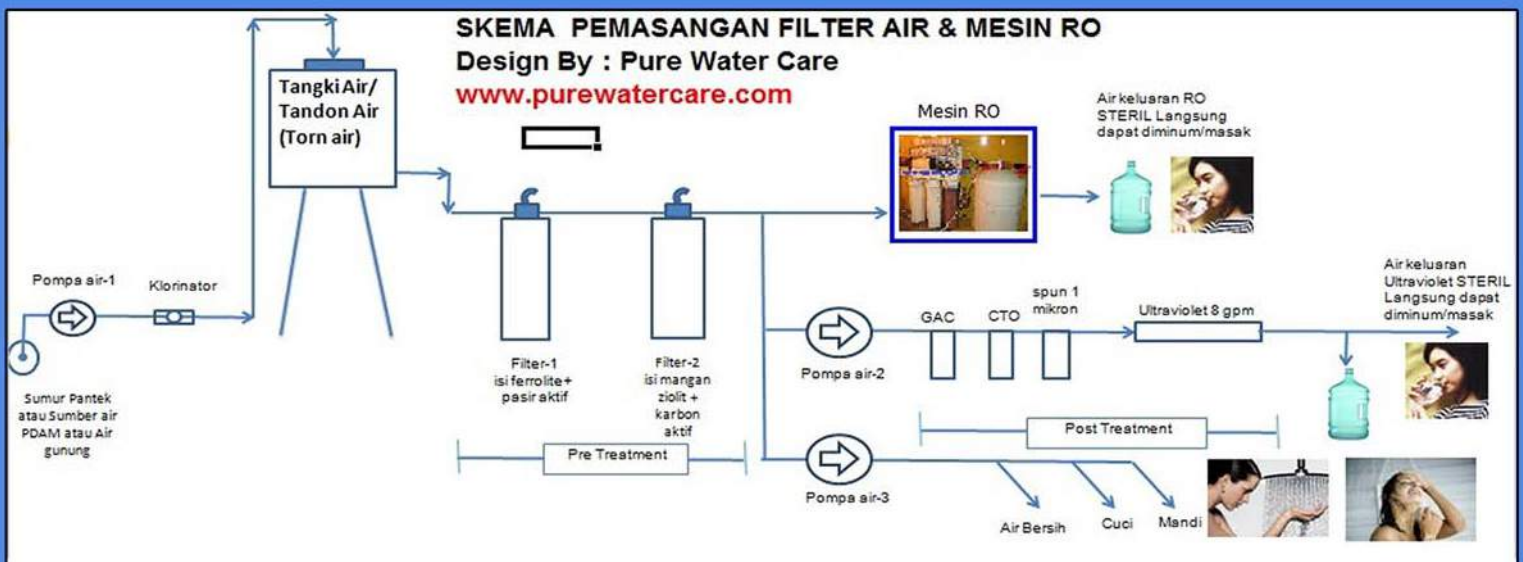 SKEMA PEMASANGAN FILTER AIR & MESIN RO
Design By : Pure Water Care
www.purewatercare.com
Tangki Air/
Tandon Air
(Torn air)
Pompa air-1
Klorinator
Sumur Pantek
atau Sumber air
PDAM atau Air
gunung
Filter-1
isi ferrolite+
pasir aktif
Filter-2
isi mangan
ziolit +
karbon
aktif
Pre Treatment
Mesin RO
Air keluaran RO
STERIL Langsung
dapat diminum/masak
Pompa air-2
GAC
CTO
spun 1
mikron
Ultraviolet 8 gpm
Air keluaran
Ultraviolet STERIL
Langsung dapat
diminum/masak
Post Treatment
Pompa air-3
Air Bersih
Cuci
Mandi